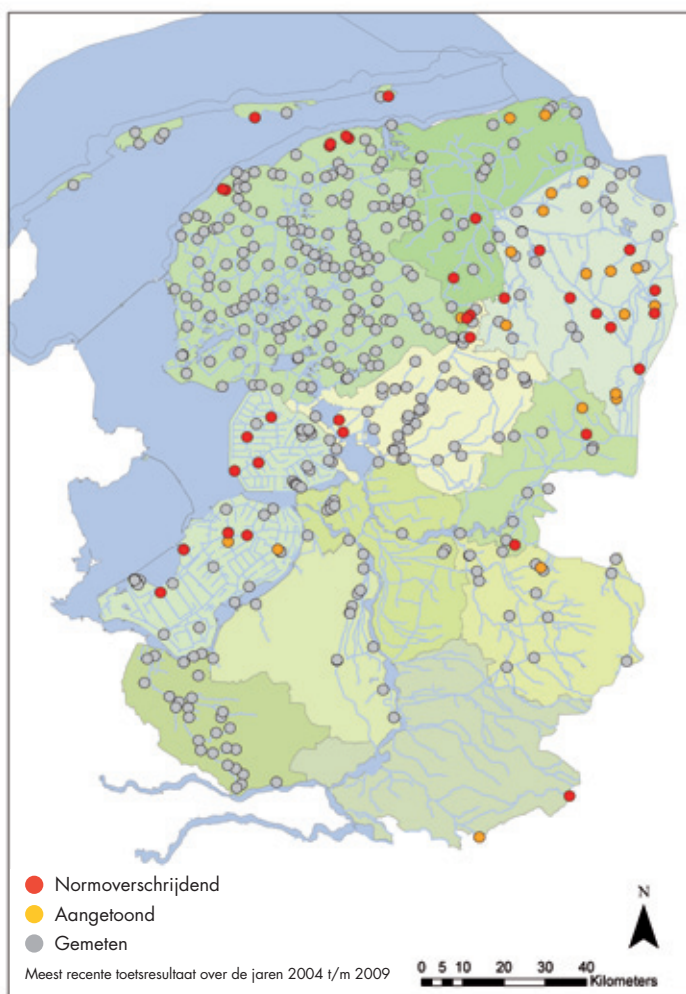 Normoverschrijdend
Aangetoond
Gemeten
Meest recente toetsresultaat over de jaren 2004 t/m 2009
N
0 5 10 20 30 40
Kilometers